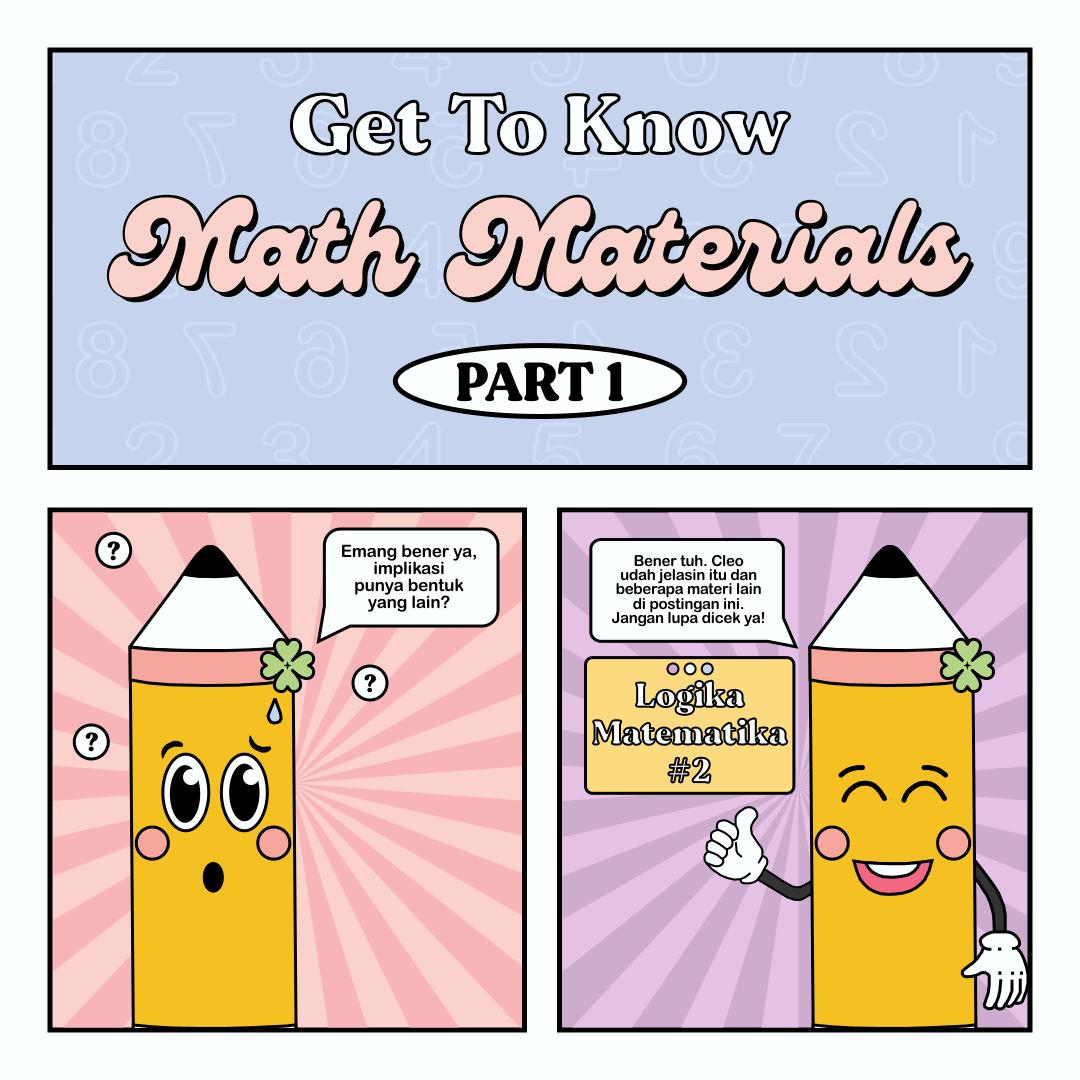 Get To Know
Math Materials
PART 1
?
?
?
Emang bener ya,
implikasi
punya bentuk
yang lain?
Bener tuh. Cleo
udah jelasin itu dan
beberapa materi lain
di postingan ini.
Jangan lupa dicek ya!
Logika
Matematika
#2